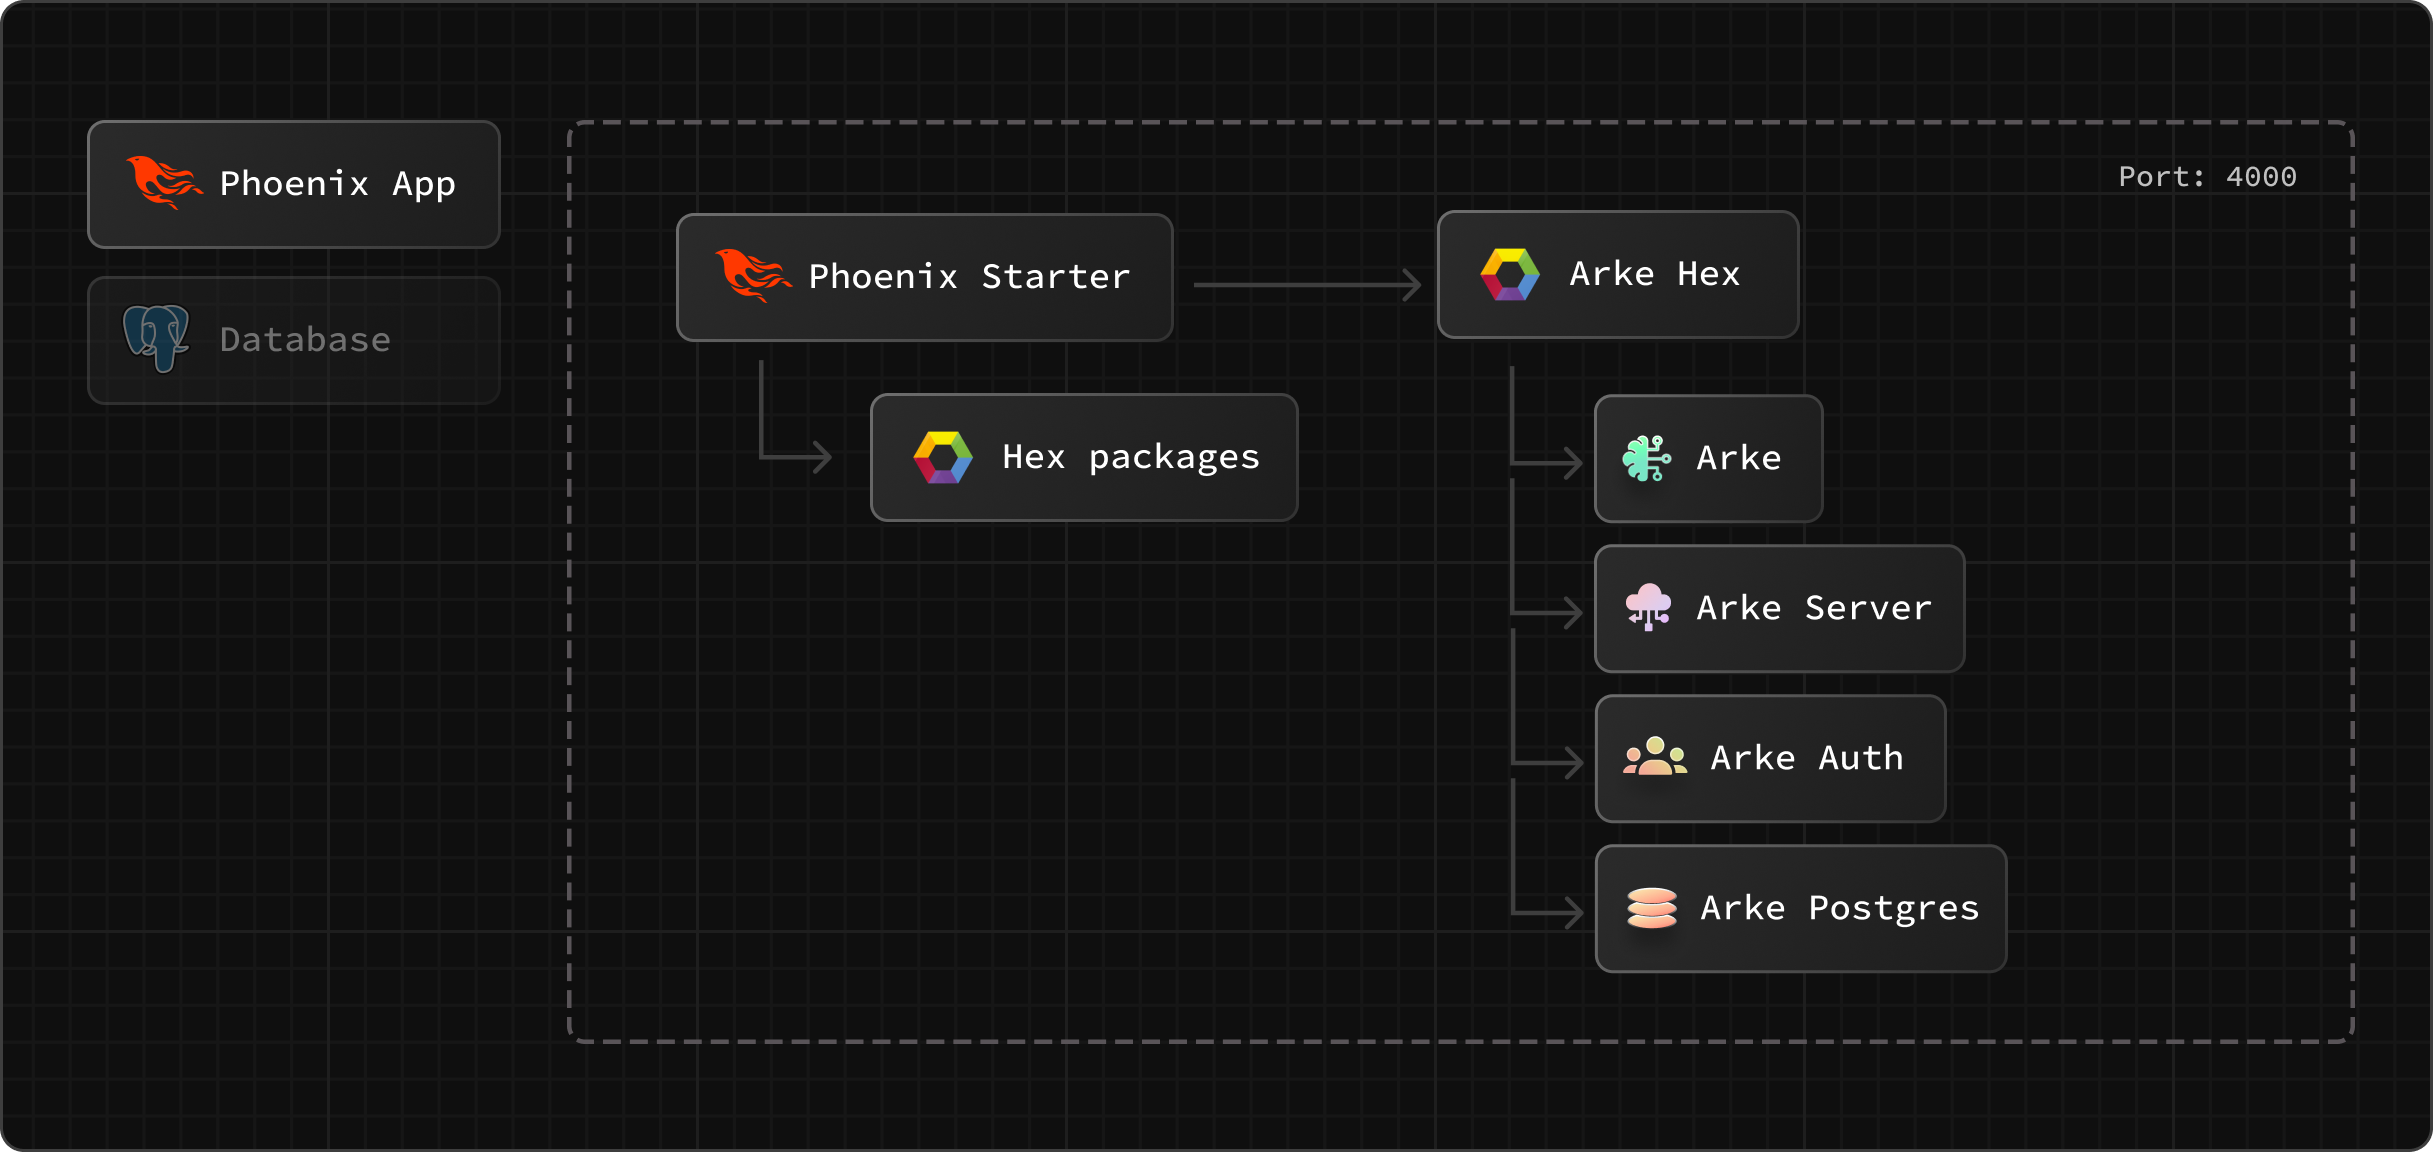 Phoenix App
Database
Port: 4000
Phoenix Starter
Arke Hex
Hex packages
Arke
Arke Server
Arke Auth
Arke Postgres